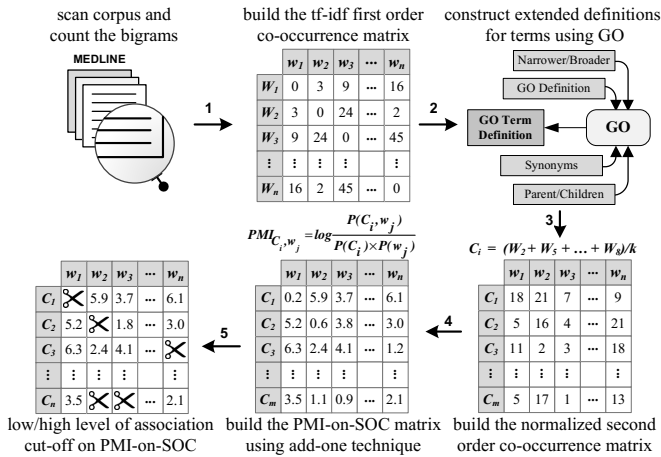 scan corpus and
count the bigrams
MEDLINE
1
build the tf-idf first order
co-occurrence matrix
w1 w2 w3 ... wn
W1 0 3 9 ... 16
W2 3 0 24 ... 2
W3 9 24 0 ... 45
⋮ ⋮ ⋮ ⋮ ⋮
Wn 16 2 45 ... 0
2
construct extended definitions
for terms using GO
Narrower/Broader
GO Definition
GO Term
Definition
GO
Synonyms
Parent/Children
3
Ci = (W2 + W5 + ... + W8)/k
w1 w2 w3 ... wn
C1 18 21 7 ... 9
C2 5 16 4 ... 21
C3 11 2 3 ... 18
⋮ ⋮ ⋮ ⋮ ⋮
Cm 5 17 1 ... 13
build the normalized second
order co-occurrence matrix
4
PMI Ci,wj = log P(Ci,wj) / P(Ci)×P(wj)
w1 w2 w3 ... wn
C1 0.2 5.9 3.7 ... 6.1
C2 5.2 0.6 3.8 ... 3.0
C3 6.3 2.4 4.1 ... 1.2
⋮ ⋮ ⋮ ⋮ ⋮
Cm 3.5 1.1 0.9 ... 2.1
build the PMI-on-SOC matrix
using add-one technique
5
w1 w2 w3 ... wn
C1 5.9 3.7 ... 6.1
C2 5.2 1.8 ... 3.0
C3 6.3 2.4 4.1 ...
⋮ ⋮ ⋮ ⋮ ⋮
Cn 3.5 ... 2.1
low/high level of association
cut-off on PMI-on-SOC